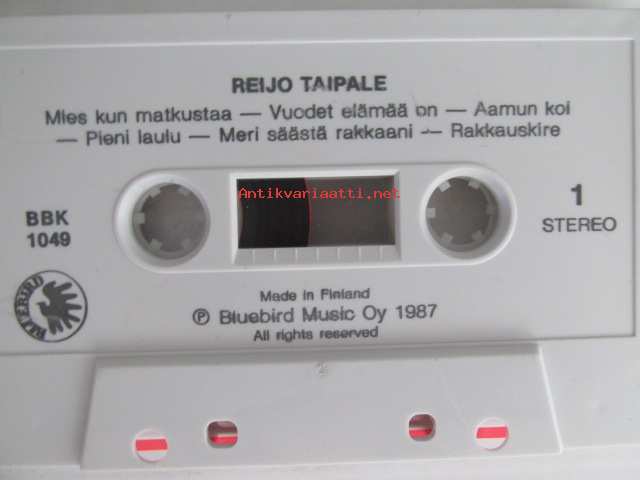 REIJO TAIPALE
Mies kun matkustaa — Vuodet elämää on — Aamun koi
— Pieni laulu — Meri säästä rakkaani — Rakkauskire
Antikvariaatti.net
BBK
1049
1
STEREO
BLUEBIRD
Made in Finland
Ⓟ Bluebird Music Oy 1987
All rights reserved
2